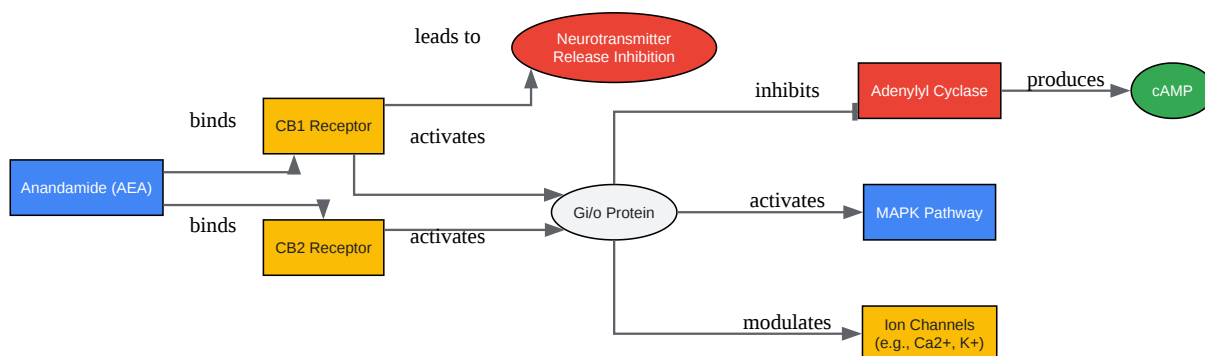 leads to
Neurotransmitter
Release Inhibition
inhibits
Adenylyl Cyclase
produces
cAMP
binds
CB1 Receptor
activates
Anandamide (AEA)
Gi/o Protein
activates
MAPK Pathway
binds
CB2 Receptor
activates
modulates
Ion Channels
(e.g., Ca2+, K+)